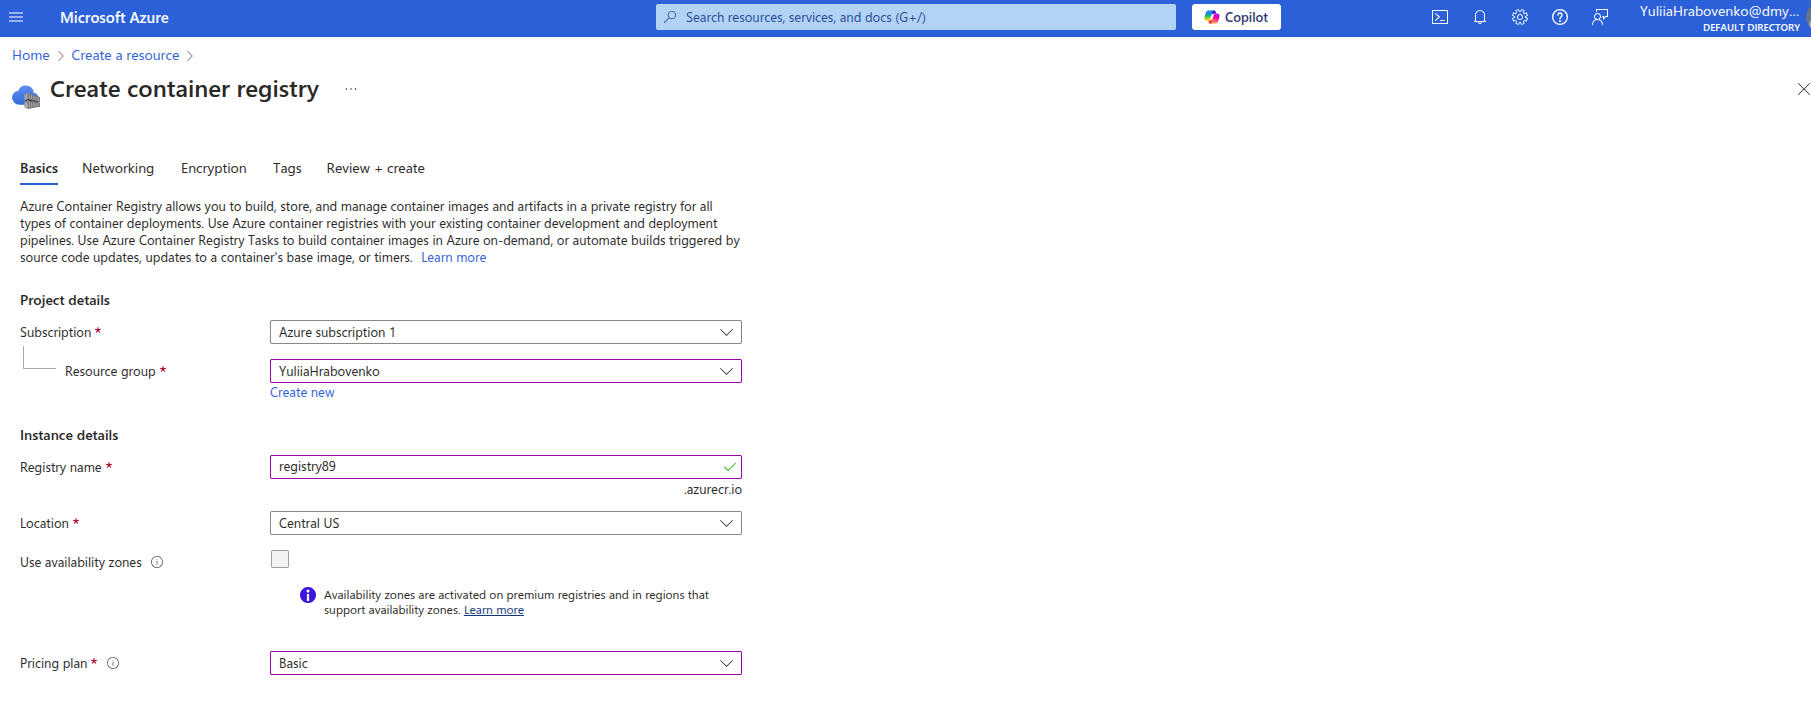 Microsoft Azure
Search resources, services, and docs (G+/)
Copilot
YuliiaHrabovenko@dmy...
DEFAULT DIRECTORY
Home > Create a resource >
Create container registry ...
Basics Networking Encryption Tags Review + create
Azure Container Registry allows you to build, store, and manage container images and artifacts in a private registry for all
types of container deployments. Use Azure container registries with your existing container development and deployment
pipelines. Use Azure Container Registry Tasks to build container images in Azure on-demand, or automate builds triggered by
source code updates, updates to a container's base image, or timers. Learn more
Project details
Subscription * Azure subscription 1
Resource group * YuliiaHrabovenko
Create new
Instance details
Registry name * registry89
.azurecr.io
Location * Central US
Use availability zones
Availability zones are activated on premium registries and in regions that
support availability zones. Learn more
Pricing plan * Basic